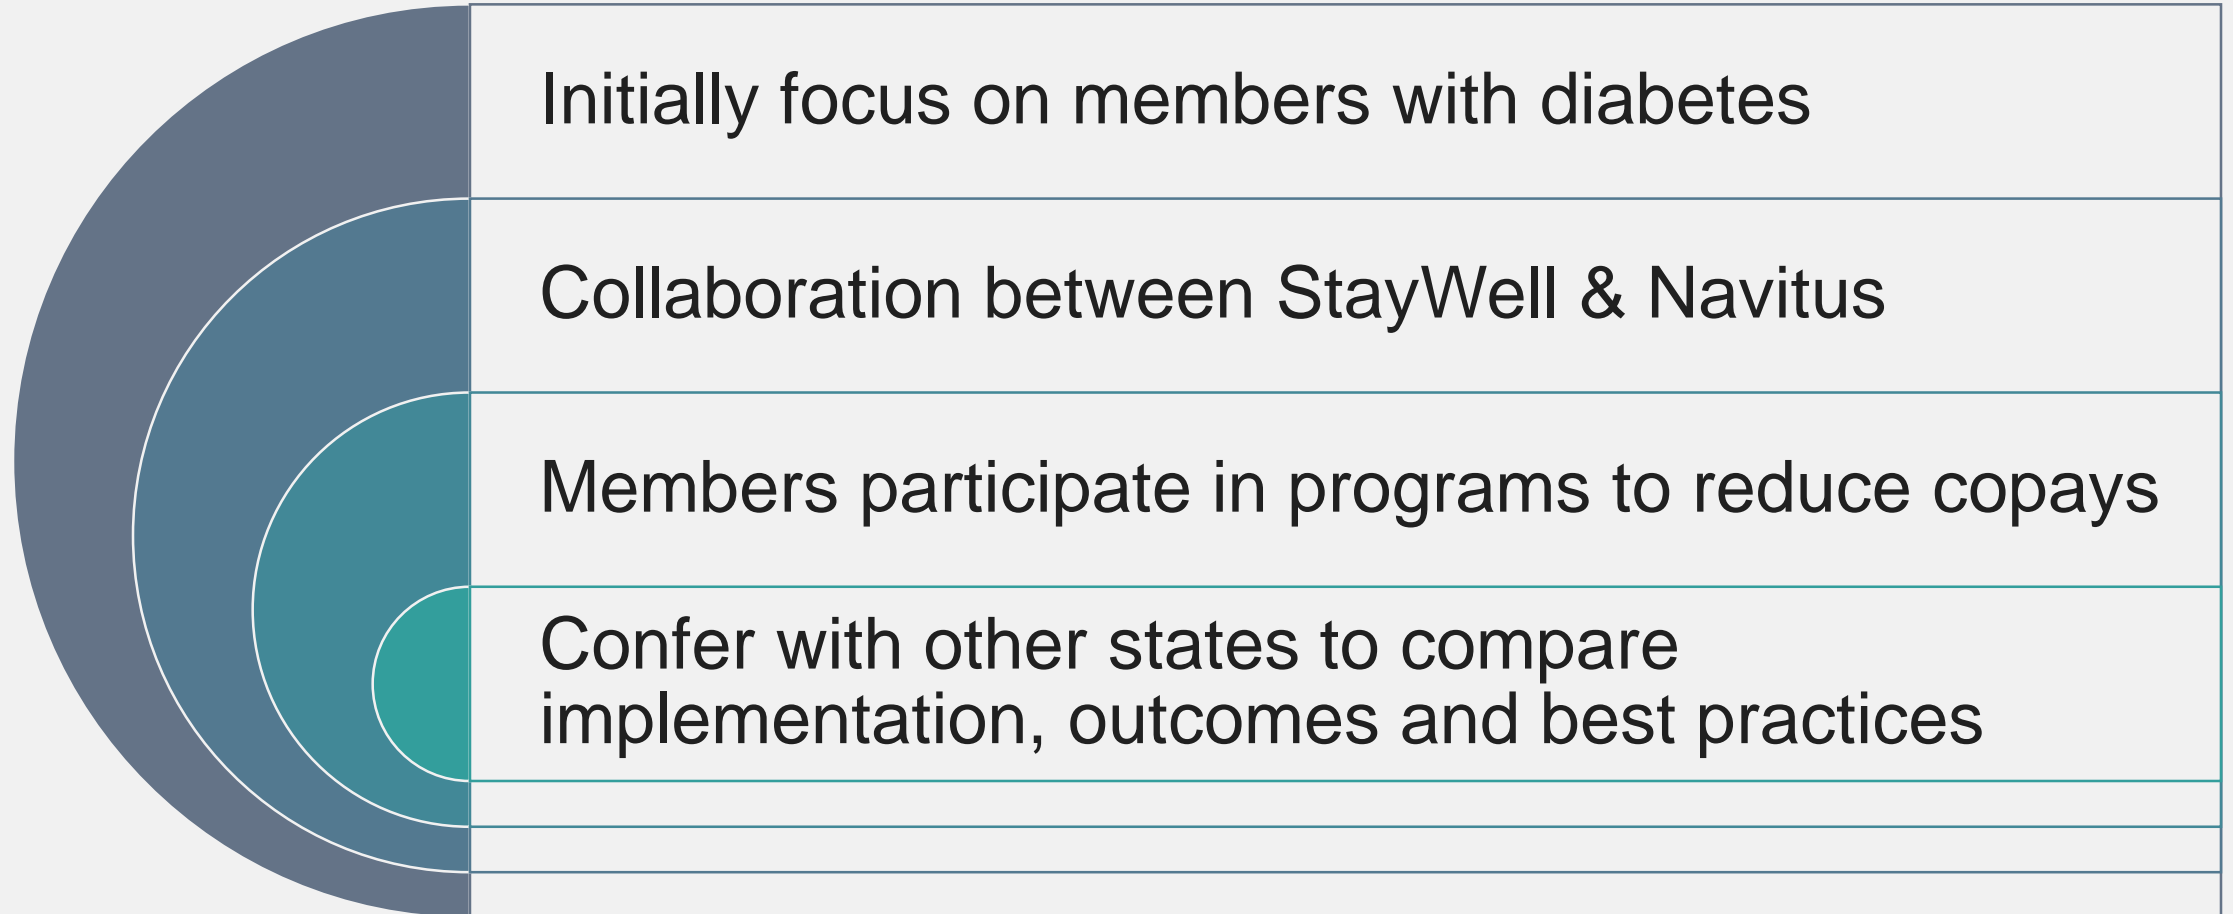 Initially focus on members with diabetes
Collaboration between StayWell & Navitus
Members participate in programs to reduce copays
Confer with other states to compare
implementation, outcomes and best practices